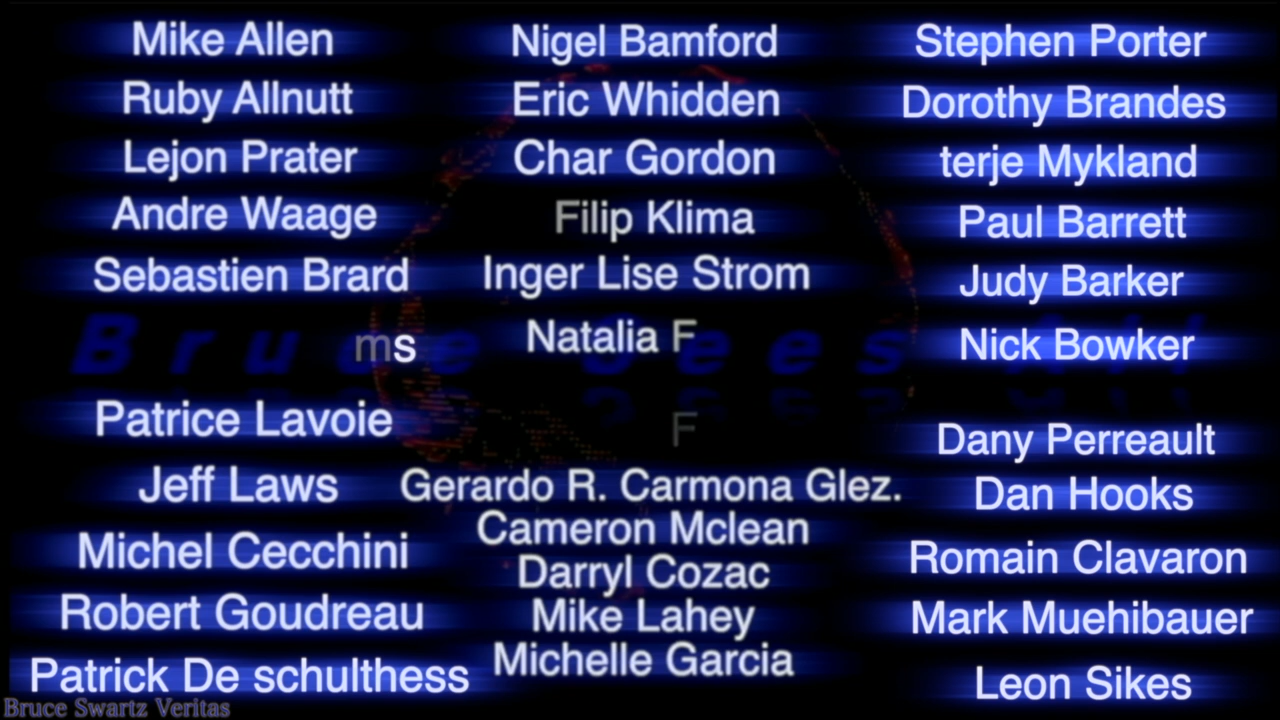 Mike Allen
Ruby Allnutt
Lejon Prater
Andre Waage
Sebastien Brard
ms
Patrice Lavoie
Jeff Laws
Michel Cecchini
Robert Goudreau
Patrick De schulthess
Nigel Bamford
Eric Whidden
Char Gordon
Filip Klima
Inger Lise Strom
Natalia F
F
Gerardo R. Carmona Glez.
Cameron Mclean
Darryl Cozac
Mike Lahey
Michelle Garcia
Stephen Porter
Dorothy Brandes
terje Mykland
Paul Barrett
Judy Barker
Nick Bowker
Dany Perreault
Dan Hooks
Romain Clavaron
Mark Muehibauer
Leon Sikes
Bruce Sees
Bruce Swartz Veritas